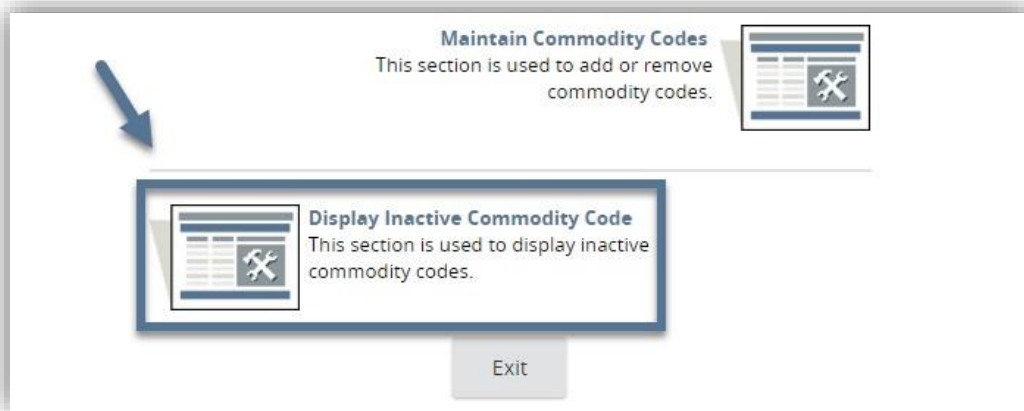 Maintain Commodity Codes
This section is used to add or remove
commodity codes.
Display Inactive Commodity Code
This section is used to display inactive
commodity codes.
Exit